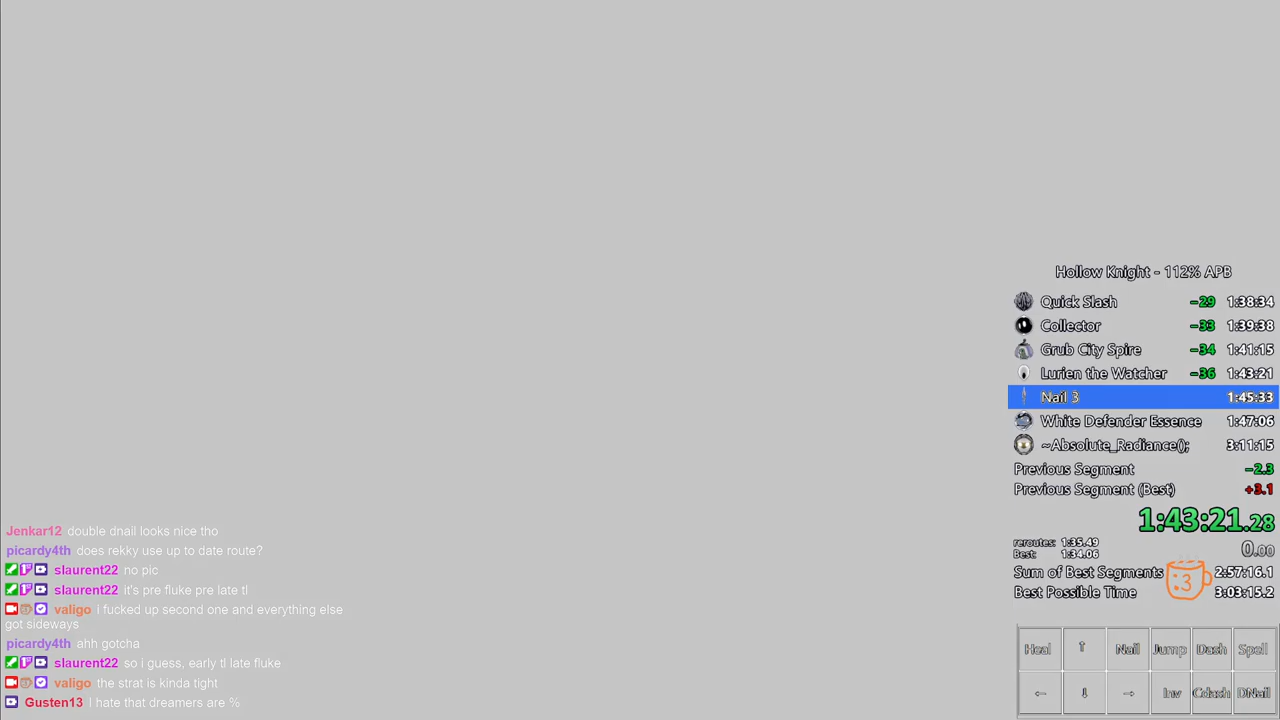 Hollow Knight - 112% APB
Quick Slash -29 1:38:34
Collector -33 1:39:38
Grub City Spire -34 1:41:15
Lurien the Watcher -36 1:43:21
Nail 3 1:45:33
White Defender Essence 1:47:06
~Absolute_Radiance(); 3:11:15
Previous Segment -2.3
Previous Segment (Best) +3.1
1:43:21.28
reroutes: 1:35.49 0.00
Best: 1:34.06
Sum of Best Segments 2:57:16.1
Best Possible Time 3:03:15.2
Jenkar12 double dnail looks nice tho
picardy4th does rekky use up to date route?
slaurent22 no pic
slaurent22 it's pre fluke pre late tl
valigo i fucked up second one and everything else
got sideways
picardy4th ahh gotcha
slaurent22 so i guess, early tl late fluke
valigo the strat is kinda tight
Gusten13 I hate that dreamers are %
Heal ↑ Nail Jump Dash Spell
← ↓ → Inv Cdash DNail